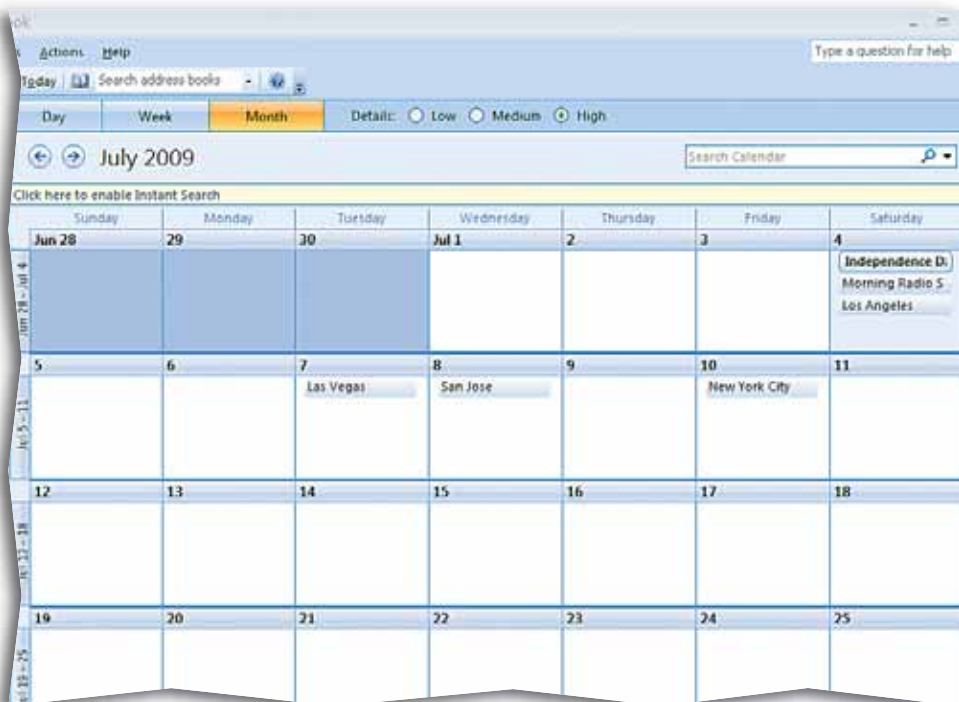 ok
s Actions Help
Type a question for help
Today Search address books
Day Week Month Details: Low Medium High
July 2009
Search Calendar
Click here to enable Instant Search
Sunday Monday Tuesday Wednesday Thursday Friday Saturday
Jun 28 29 30 Jul 1 2 3 4
Jun 28 - Jul 4
Independence D.
Morning Radio S
Los Angeles
5 6 7 8 9 10 11
Jul 5 - 11
Las Vegas San Jose New York City
12 13 14 15 16 17 18
Jul 12 - 18
19 20 21 22 23 24 25
Jul 19 - 25